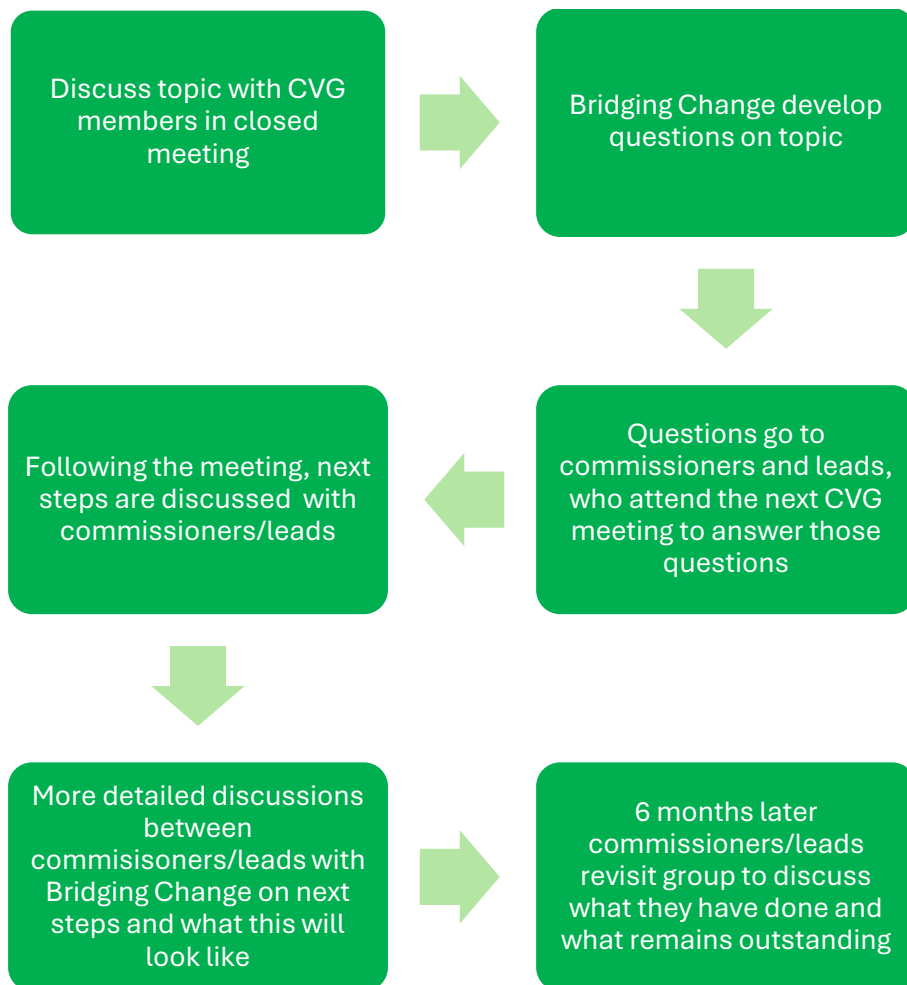 Discuss topic with CVG
members in closed
meeting
Bridging Change develop
questions on topic
Questions go to
commissioners and leads,
who attend the next CVG
meeting to answer those
questions
Following the meeting, next
steps are discussed with
commissioners/leads
More detailed discussions
between
commisisoners/leads with
Bridging Change on next
steps and what this will
look like
6 months later
commissioners/leads
revisit group to discuss
what they have done and
what remains outstanding